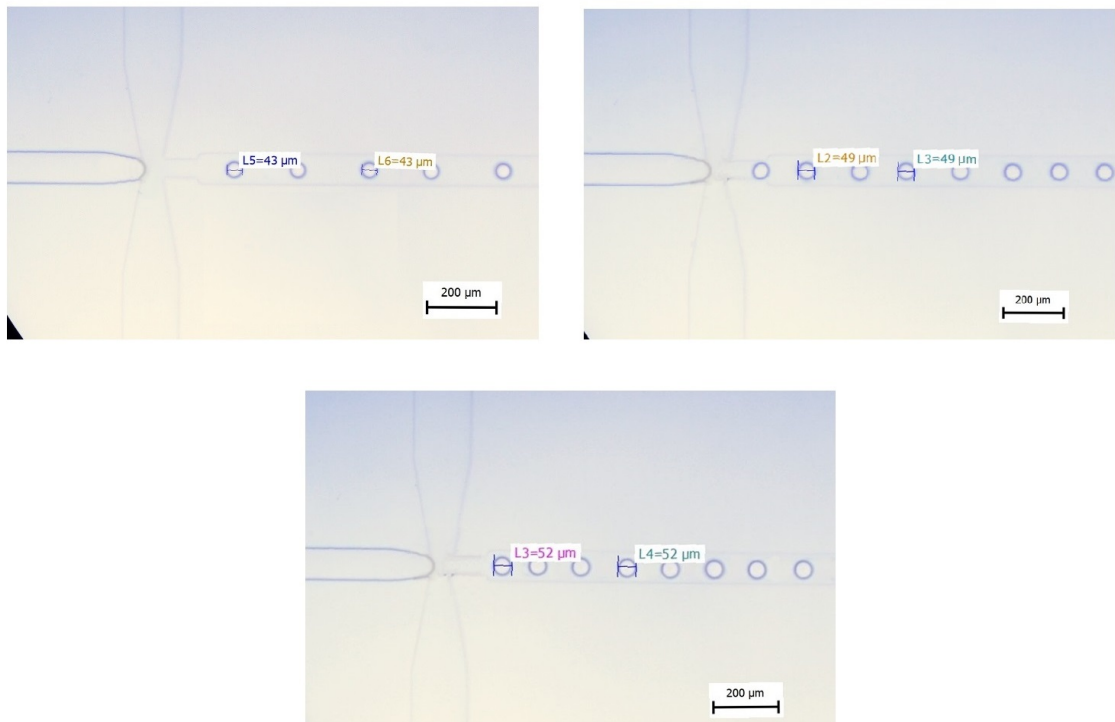 L5=43 µm
L6=43 µm
200 µm
L2=49 µm
L3=49 µm
200 µm
L3=52 µm
L4=52 µm
200 µm